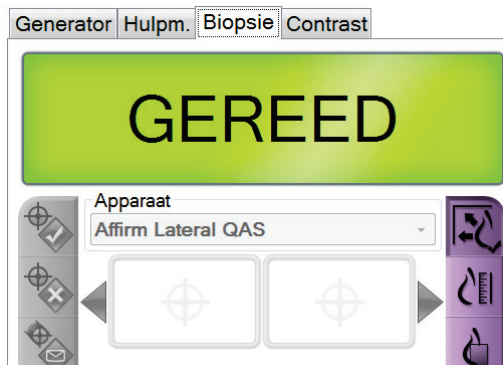 Generator Hulpm. Biopsie Contrast
GEREED
Apparaat
Affirm Lateral QAS